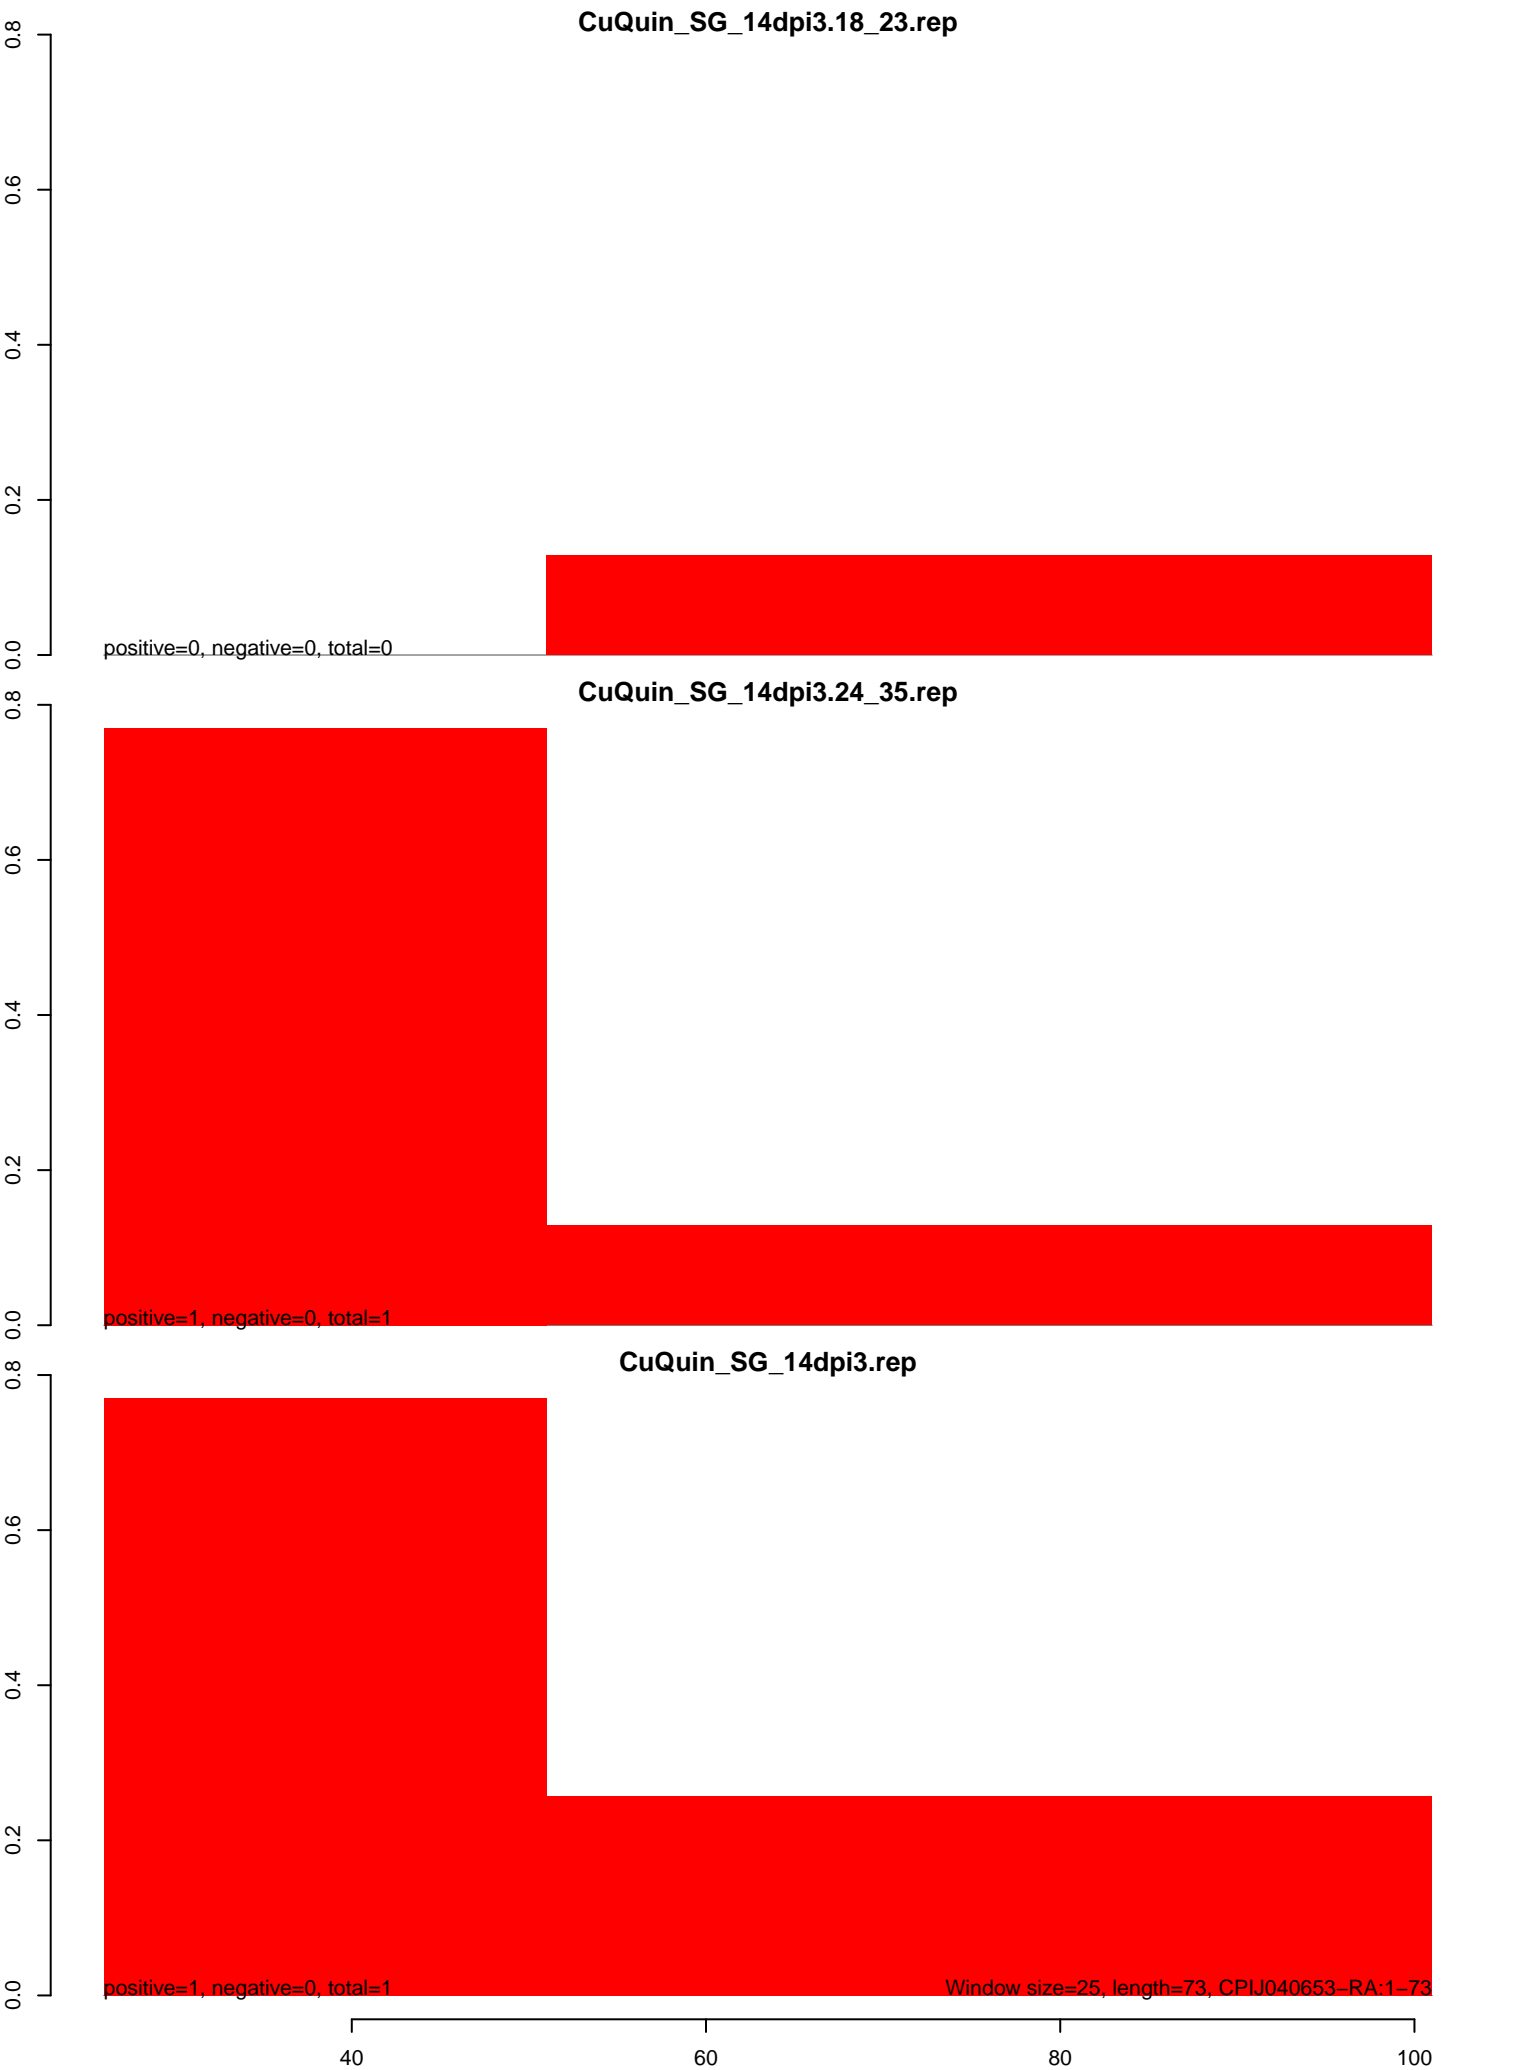 CuQuin_SG_14dpi3.18_23.rep
0.8
0.6
0.4
0.2
0.0
positive=0, negative=0, total=0
CuQuin_SG_14dpi3.24_35.rep
0.8
0.6
0.4
0.2
0.0
positive=1, negative=0, total=1
CuQuin_SG_14dpi3.rep
0.8
0.6
0.4
0.2
0.0
positive=1, negative=0, total=1
Window size=25, length=73, CPIJ040653−RA:1−73
40 60 80 100